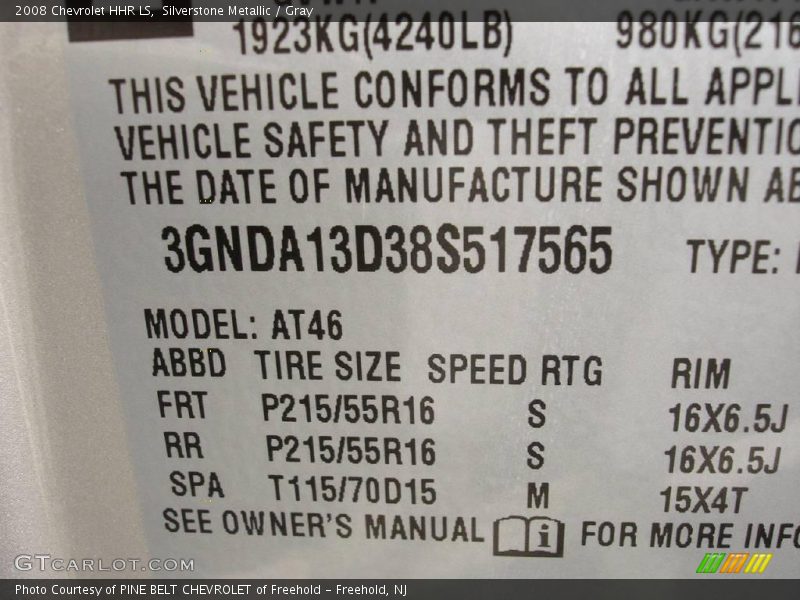 2008 Chevrolet HHR LS, Silverstone Metallic / Gray
1923KG(4240LB) 980KG(216
THIS VEHICLE CONFORMS TO ALL APPLI
VEHICLE SAFETY AND THEFT PREVENTIO
THE DATE OF MANUFACTURE SHOWN AB
3GNDA13D38S517565 TYPE:
MODEL: AT46
ABBD TIRE SIZE SPEED RTG RIM
FRT P215/55R16 S 16X6.5J
RR P215/55R16 S 16X6.5J
SPA T115/70D15 M 15X4T
SEE OWNER'S MANUAL i FOR MORE INFO
GTCARLOT.COM
Photo Courtesy of PINE BELT CHEVROLET of Freehold - Freehold, NJ